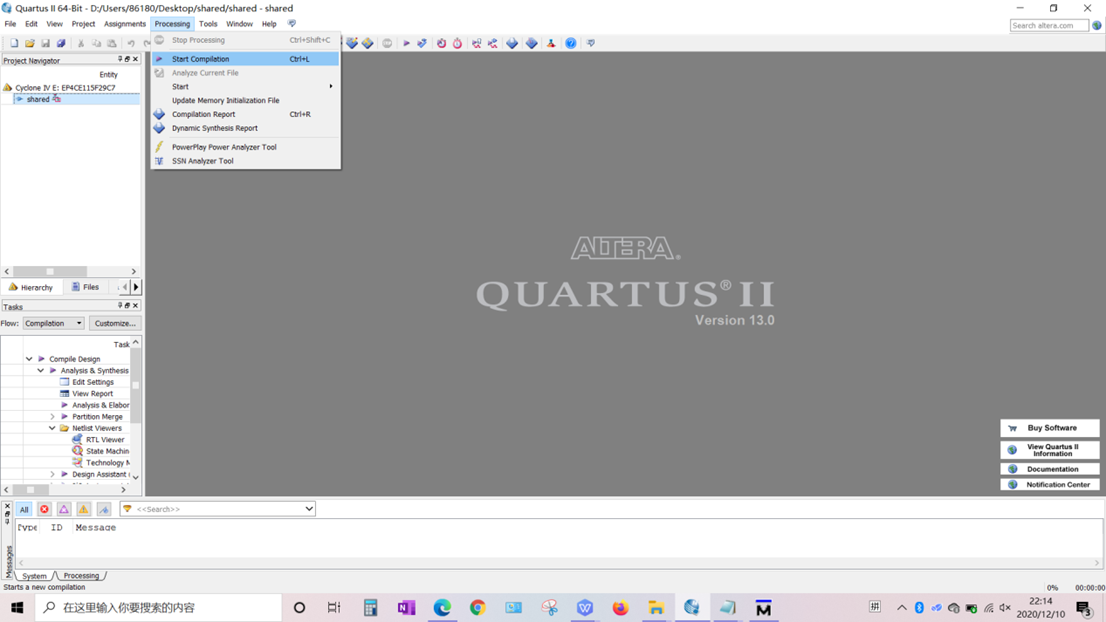 Quartus II 64-Bit - D:/Users/86180/Desktop/shared/shared - shared
File Edit View Project Assignments Processing Tools Window Help
Search altera.com
Project Navigator
Entity
Cyclone IV E: EP4CE115F29C7
shared
Hierarchy Files
Stop Processing Ctrl+Shift+C
Start Compilation Ctrl+L
Analyze Current File
Start
Update Memory Initialization File
Compilation Report Ctrl+R
Dynamic Synthesis Report
PowerPlay Power Analyzer Tool
SSN Analyzer Tool
Tasks
Flow: Compilation Customize...
Task
Compile Design
Analysis & Synthesis
Edit Settings
View Report
Analysis & Elabor
Partition Merge
Netlist Viewers
RTL Viewer
State Machin
Technology M
Design Assistant
ALTERA®
QUARTUS® II
Version 13.0
Buy Software
View Quartus II
Information
Documentation
Notification Center
All <<Search>>
Type ID Message
Messages
System Processing
Starts a new compilation 0% 00:00:00
在这里输入你要搜索的内容
拼
22:14
2020/12/10
3